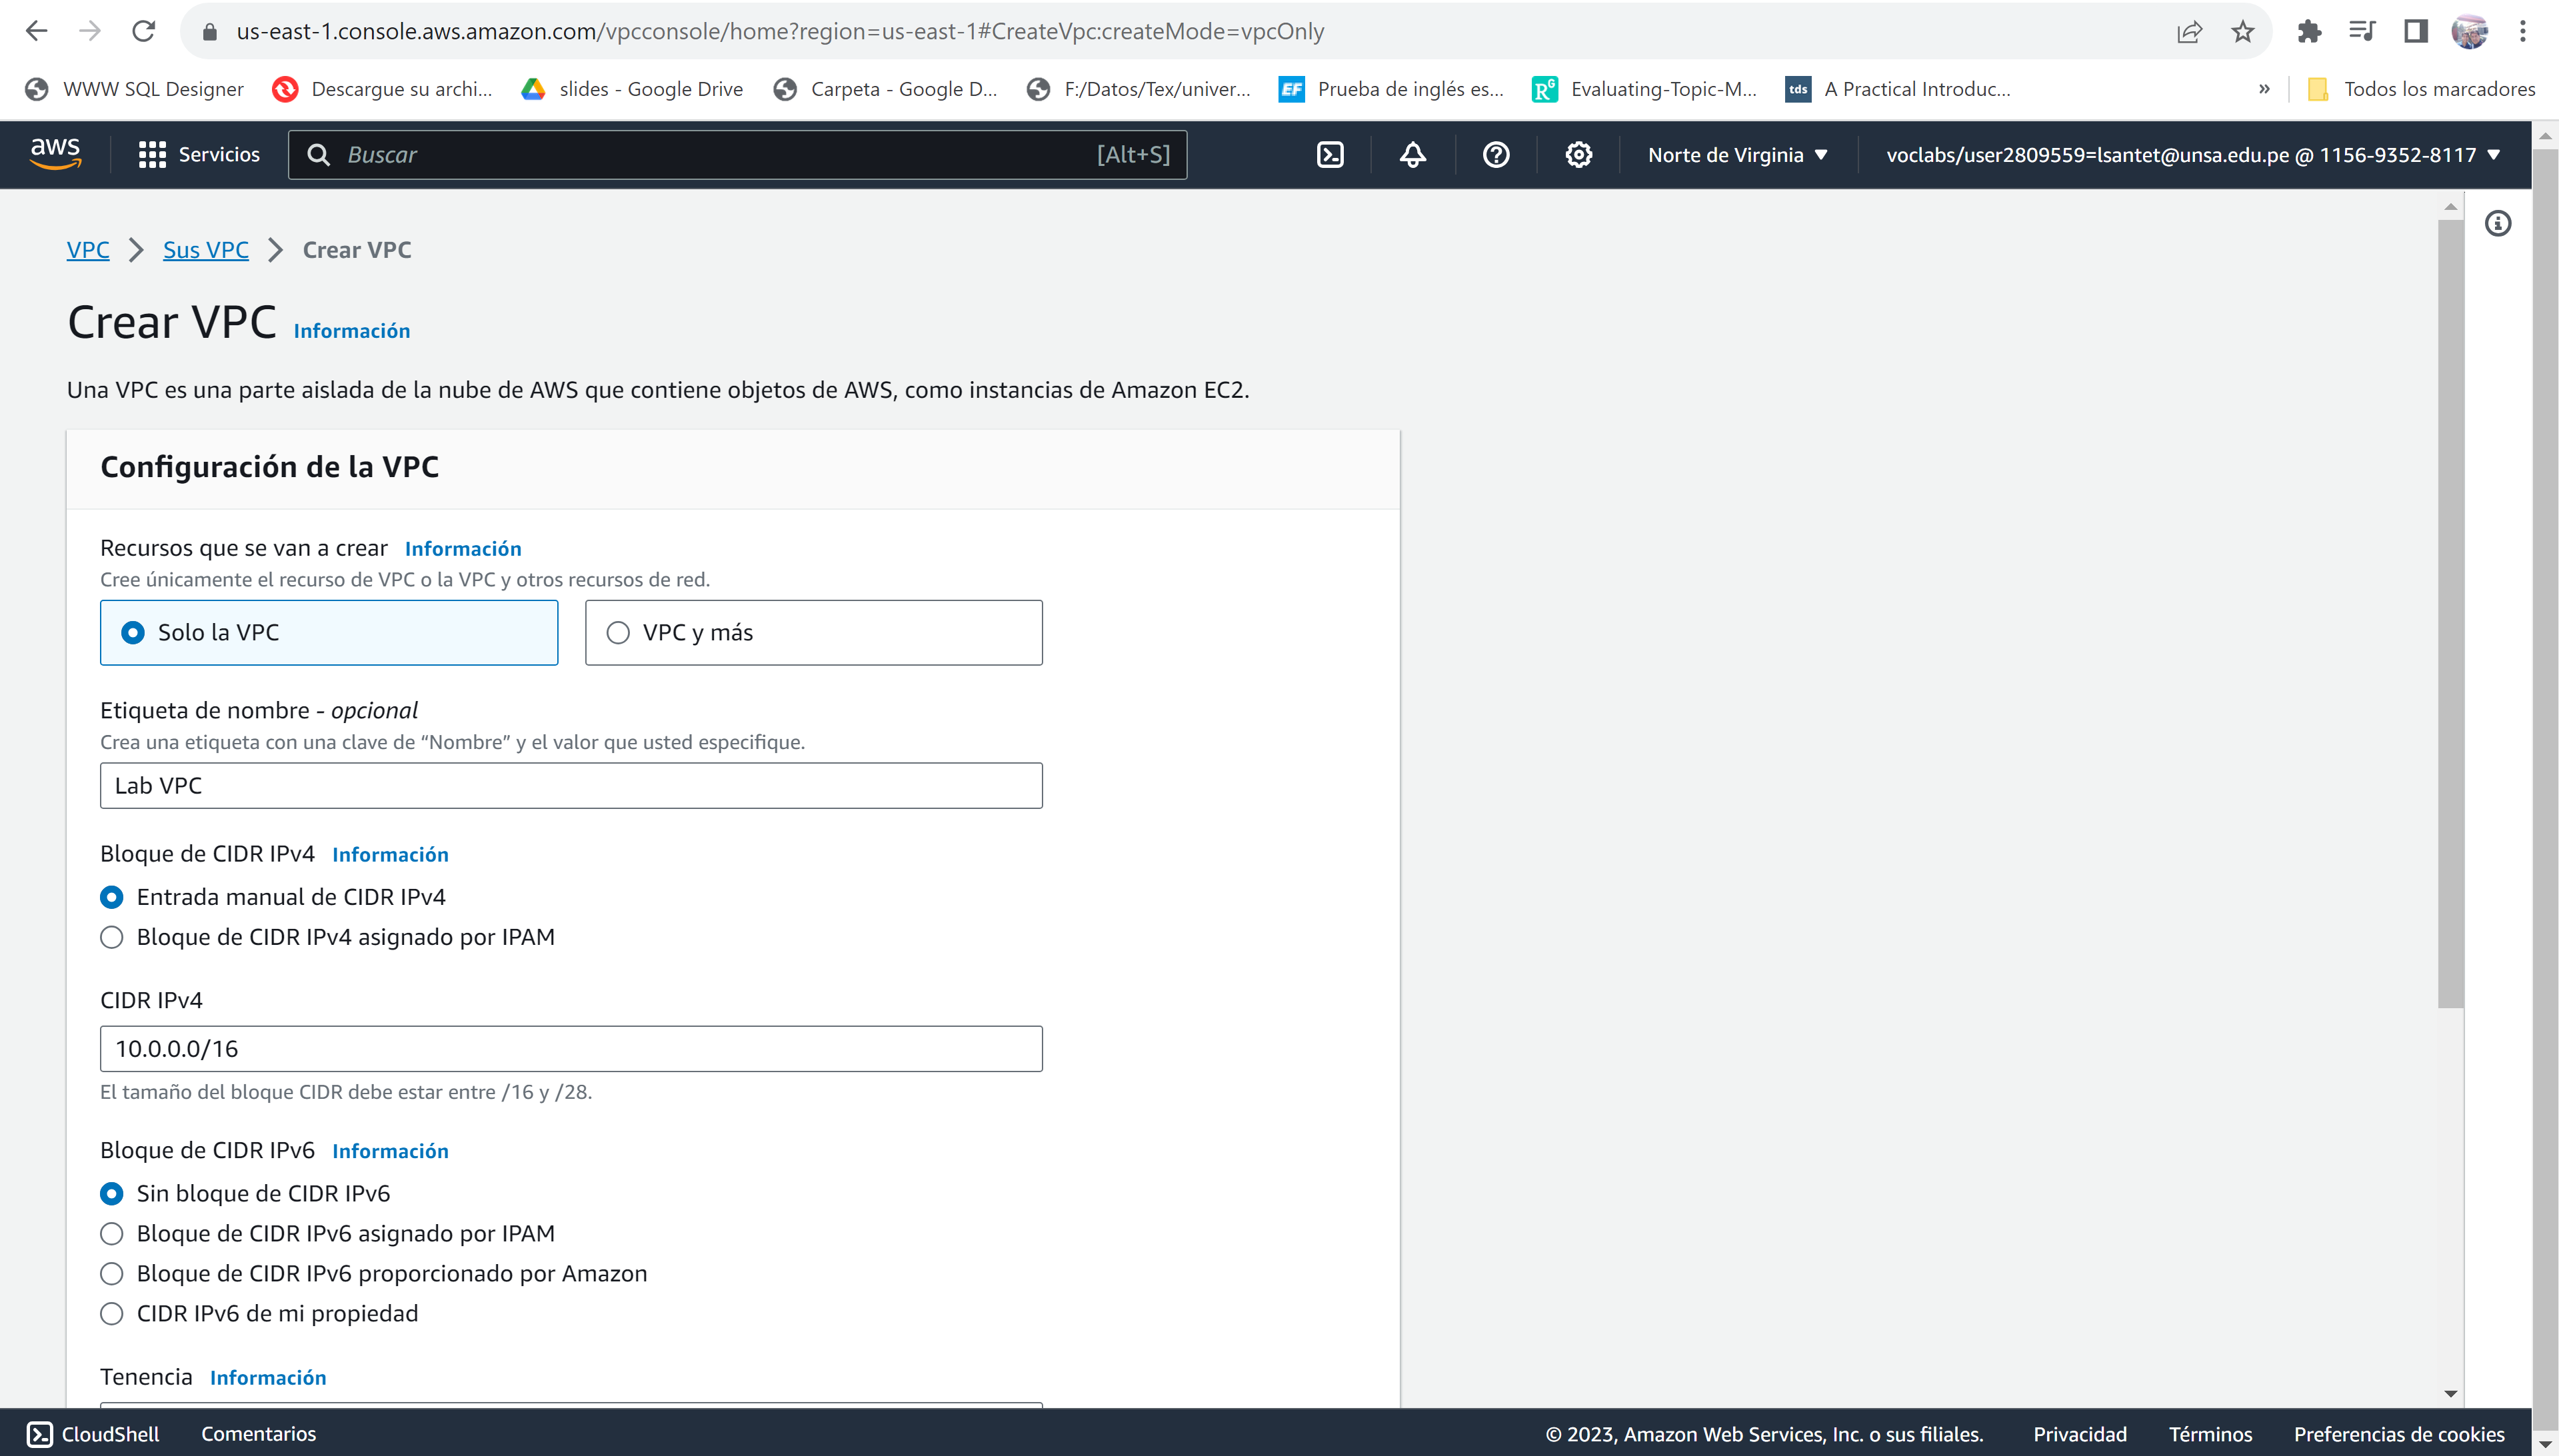 us-east-1.console.aws.amazon.com/vpcconsole/home?region=us-east-1#CreateVpc:createMode=vpcOnly
WWW SQL Designer
Descargue su archi...
slides - Google Drive
Carpeta - Google D...
F:/Datos/Tex/univer...
EF
Prueba de inglés es...
RG
Evaluating-Topic-M...
tds
A Practical Introduc...
»
Todos los marcadores
aws
Servicios
Buscar
[Alt+S]
Norte de Virginia
voclabs/user2809559=lsantet@unsa.edu.pe @ 1156-9352-8117
VPC
Sus VPC
Crear VPC
Crear VPC Información
Una VPC es una parte aislada de la nube de AWS que contiene objetos de AWS, como instancias de Amazon EC2.
Configuración de la VPC
Recursos que se van a crear Información
Cree únicamente el recurso de VPC o la VPC y otros recursos de red.
Solo la VPC
VPC y más
Etiqueta de nombre - opcional
Crea una etiqueta con una clave de “Nombre” y el valor que usted especifique.
Lab VPC
Bloque de CIDR IPv4 Información
Entrada manual de CIDR IPv4
Bloque de CIDR IPv4 asignado por IPAM
CIDR IPv4
10.0.0.0/16
El tamaño del bloque CIDR debe estar entre /16 y /28.
Bloque de CIDR IPv6 Información
Sin bloque de CIDR IPv6
Bloque de CIDR IPv6 asignado por IPAM
Bloque de CIDR IPv6 proporcionado por Amazon
CIDR IPv6 de mi propiedad
Tenencia Información
CloudShell
Comentarios
© 2023, Amazon Web Services, Inc. o sus filiales.
Privacidad
Términos
Preferencias de cookies